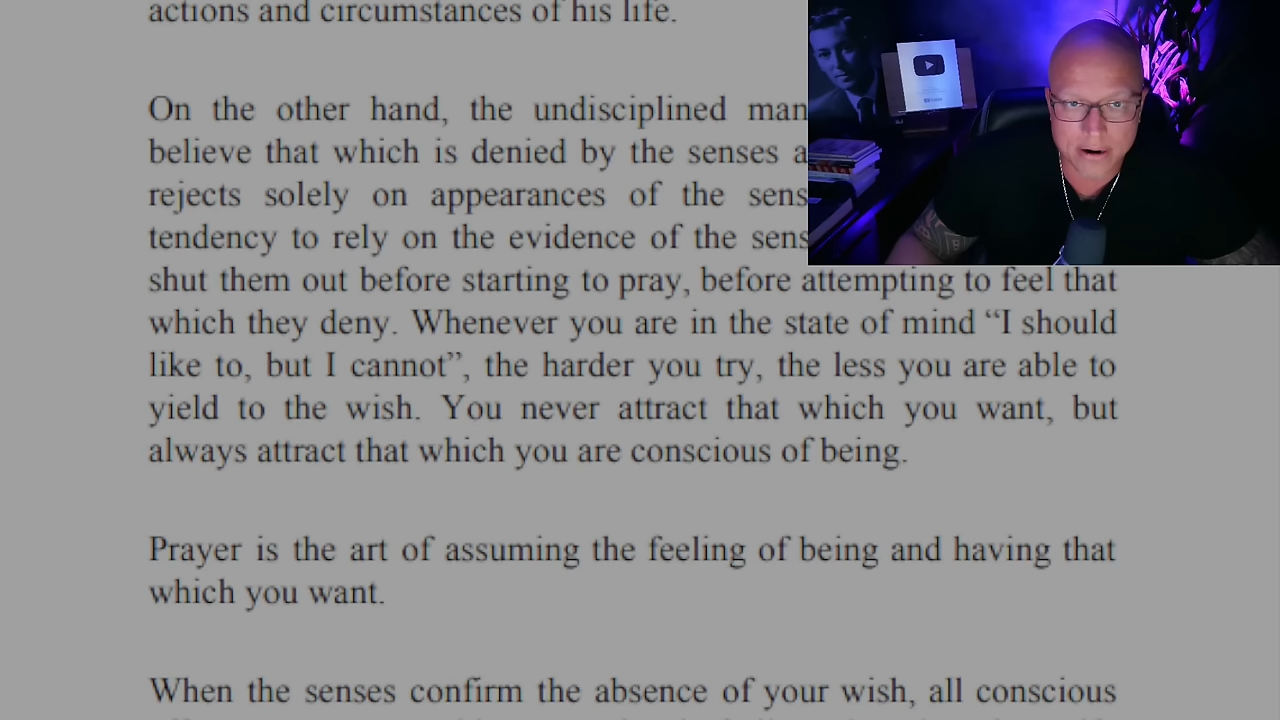 actions and circumstances of his life.
On the other hand, the undisciplined man
believe that which is denied by the senses a
rejects solely on appearances of the sens
tendency to rely on the evidence of the sens
shut them out before starting to pray, before attempting to feel that
which they deny. Whenever you are in the state of mind “I should
like to, but I cannot”, the harder you try, the less you are able to
yield to the wish. You never attract that which you want, but
always attract that which you are conscious of being.
Prayer is the art of assuming the feeling of being and having that
which you want.
When the senses confirm the absence of your wish, all conscious